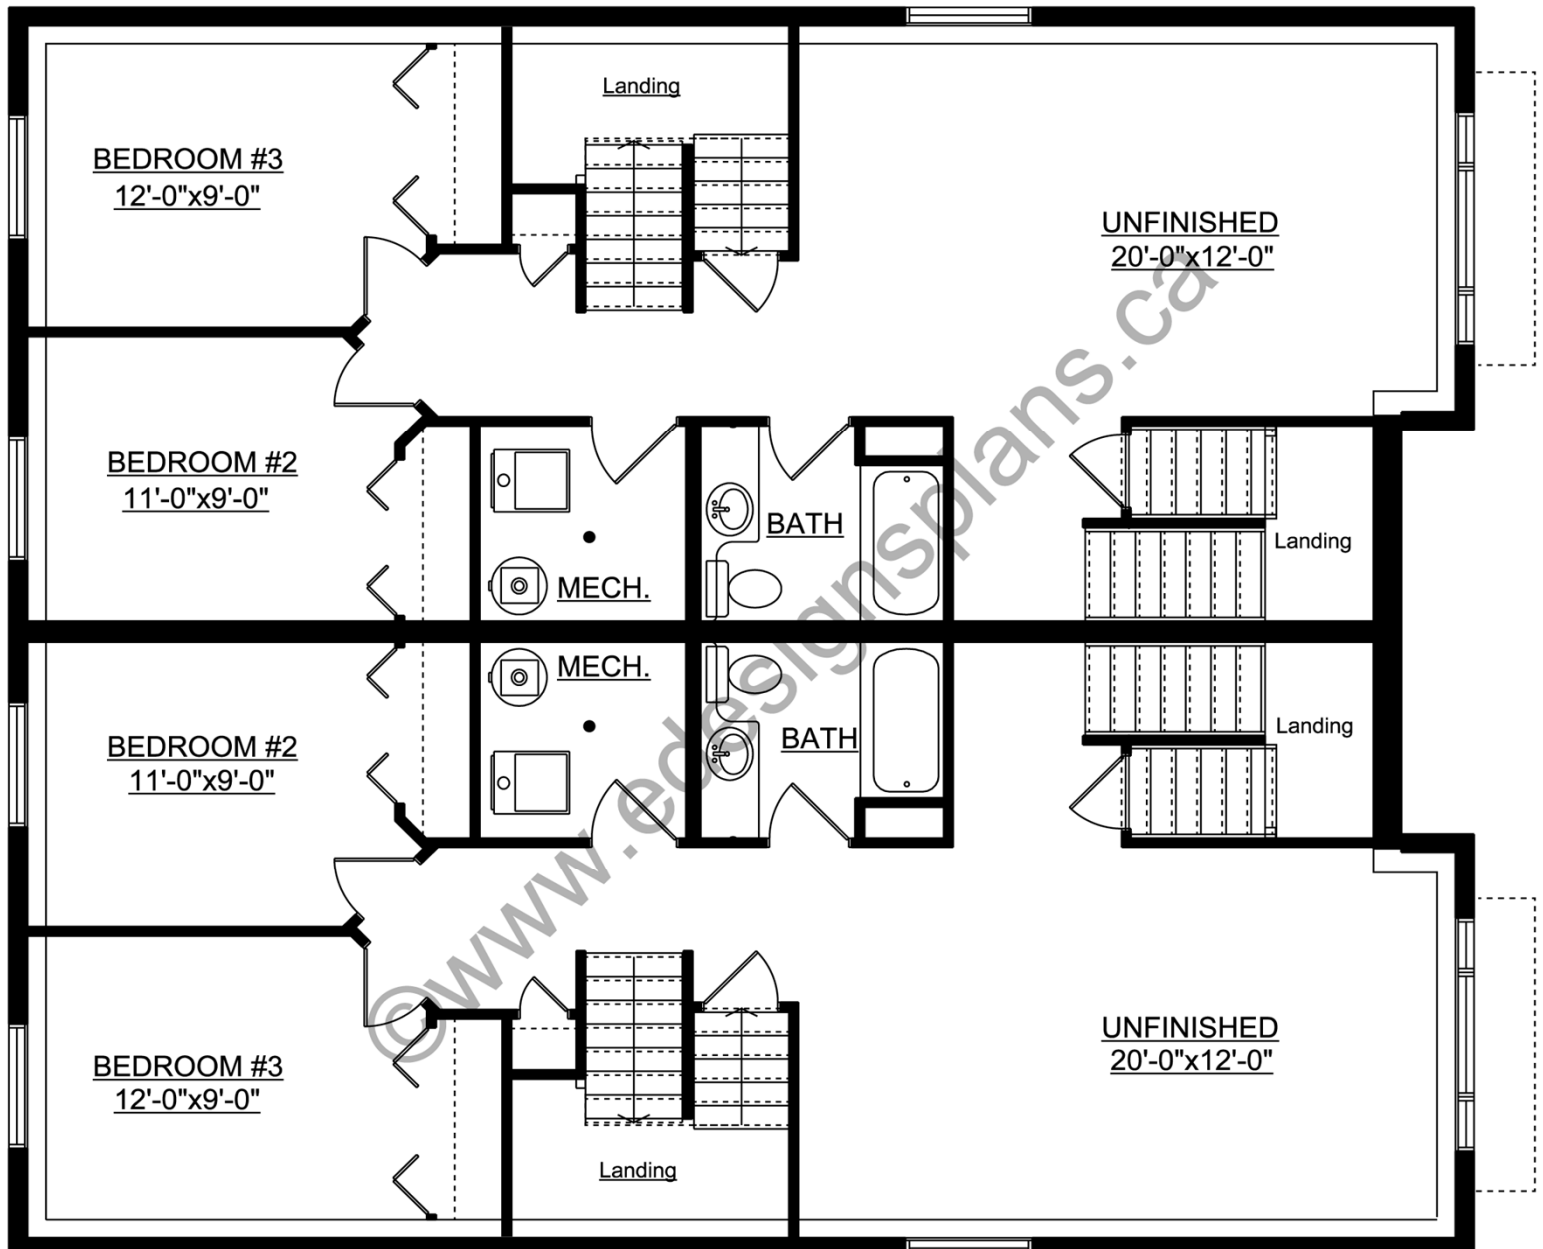 Landing
BEDROOM #3
12'-0"x9'-0"
UNFINISHED
20'-0"x12'-0"
BEDROOM #2
11'-0"x9'-0"
BATH
Landing
MECH.
MECH.
Landing
BATH
BEDROOM #2
11'-0"x9'-0"
UNFINISHED
20'-0"x12'-0"
BEDROOM #3
12'-0"x9'-0"
Landing
©www.edesignsplans.ca